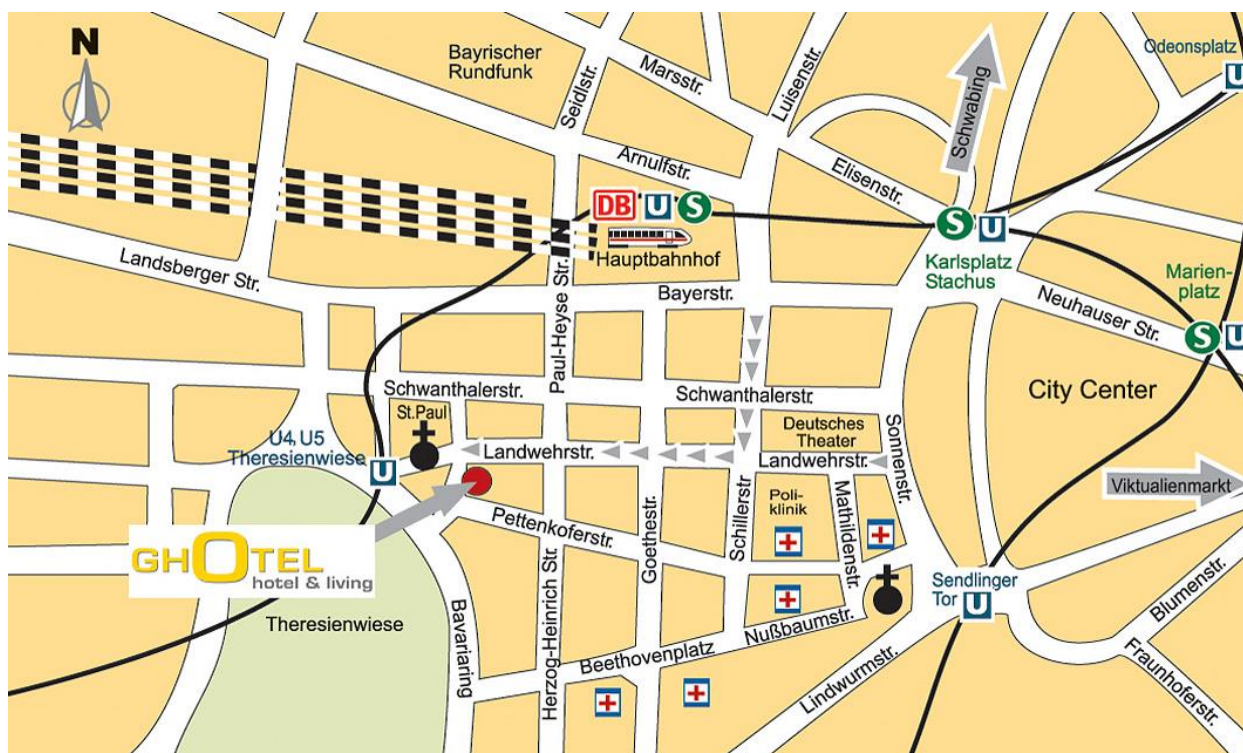 N
Bayrischer
Rundfunk
Seidlstr.
Marsstr.
Luisenstr.
Schwabing
Odeonsplatz
U
Arnulfstr.
Elisenstr.
DB
U
S
Hauptbahnhof
S
U
Karlsplatz
Stachus
Marien-
platz
S
U
Landsberger Str.
N
Paul-Heyse Str.
Bayerstr.
Neuhauser Str.
Schwanthalerstr.
Schwanthalerstr.
City Center
St.Paul
Deutsches
Theater
Sonnenstr.
U4, U5
Theresienwiese
U
Landwehrstr.
Landwehrstr.
Viktualienmarkt
Poli-
klinik
Mathildenstr.
Schillerstr.
Goethestr.
Pettenkoferstr.
GHOTEL
hotel & living
Herzog-Heinrich Str.
Bavariaring
Theresienwiese
Sendlinger
Tor
U
Blumenstr.
Nußbaumstr.
Beethovenplatz
Lindwurmstr.
Fraunhoferstr.